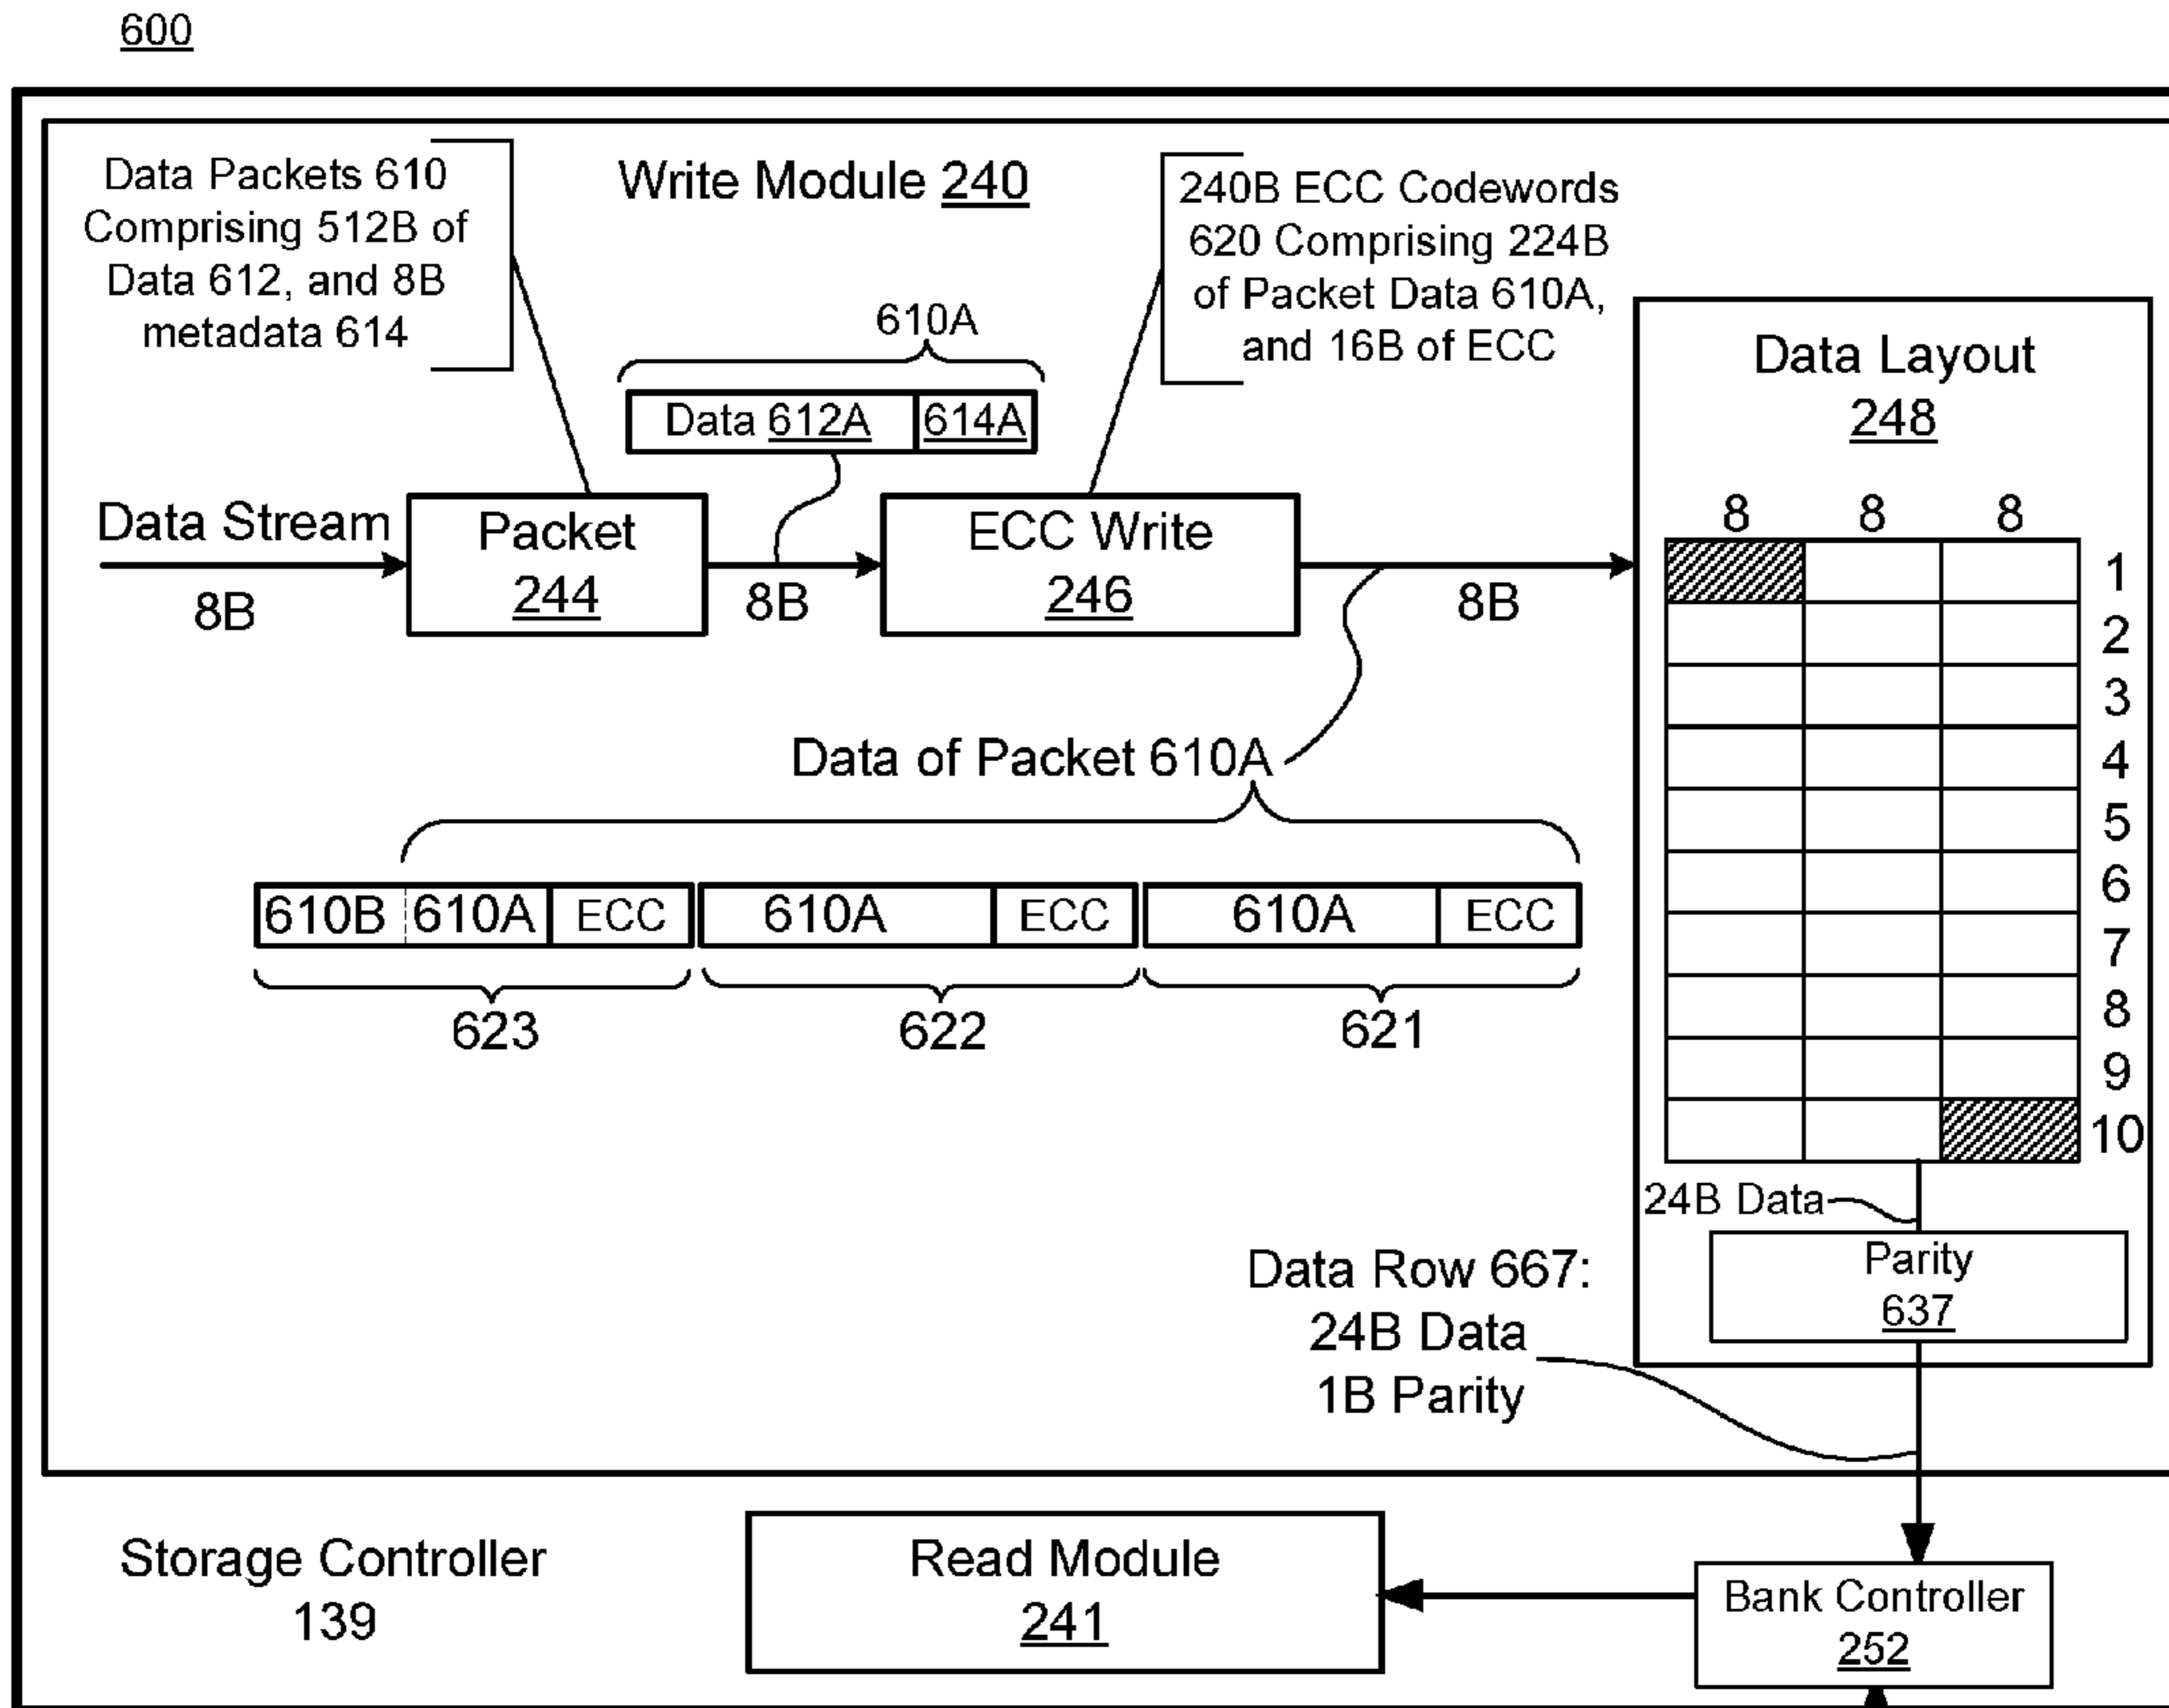 600
Data Packets 610
Comprising 512B of
Data 612, and 8B
metadata 614
Write Module 240
240B ECC Codewords
620 Comprising 224B
of Packet Data 610A,
and 16B of ECC
610A
Data 612A 614A
Data Stream
8B
Packet
244
8B
ECC Write
246
8B
Data Layout
248
8 8 8
1
2
3
4
5
6
7
8
9
10
Data of Packet 610A
610B 610A ECC 610A ECC 610A ECC
623 622 621
24B Data
Parity
637
Data Row 667:
24B Data
1B Parity
Storage Controller
139
Read Module
241
Bank Controller
252